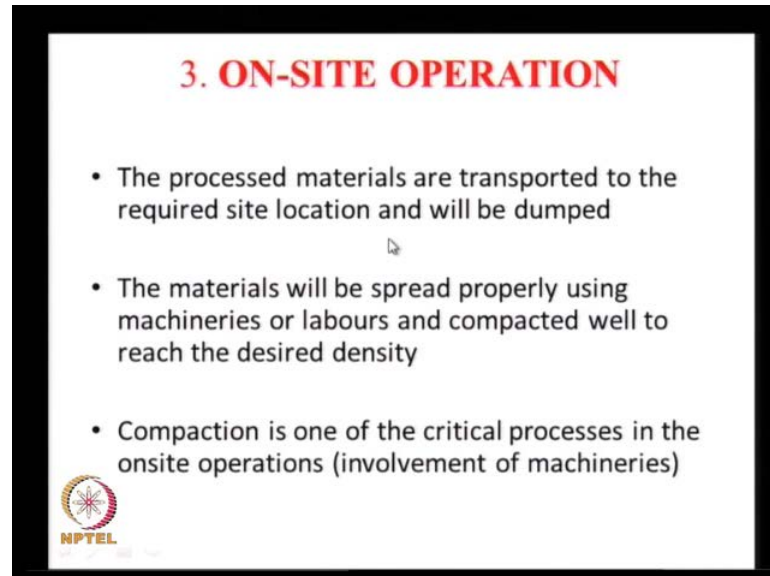 3. ON-SITE OPERATION
• The processed materials are transported to the
required site location and will be dumped
• The materials will be spread properly using
machineries or labours and compacted well to
reach the desired density
• Compaction is one of the critical processes in the
onsite operations (involvement of machineries)
NPTEL